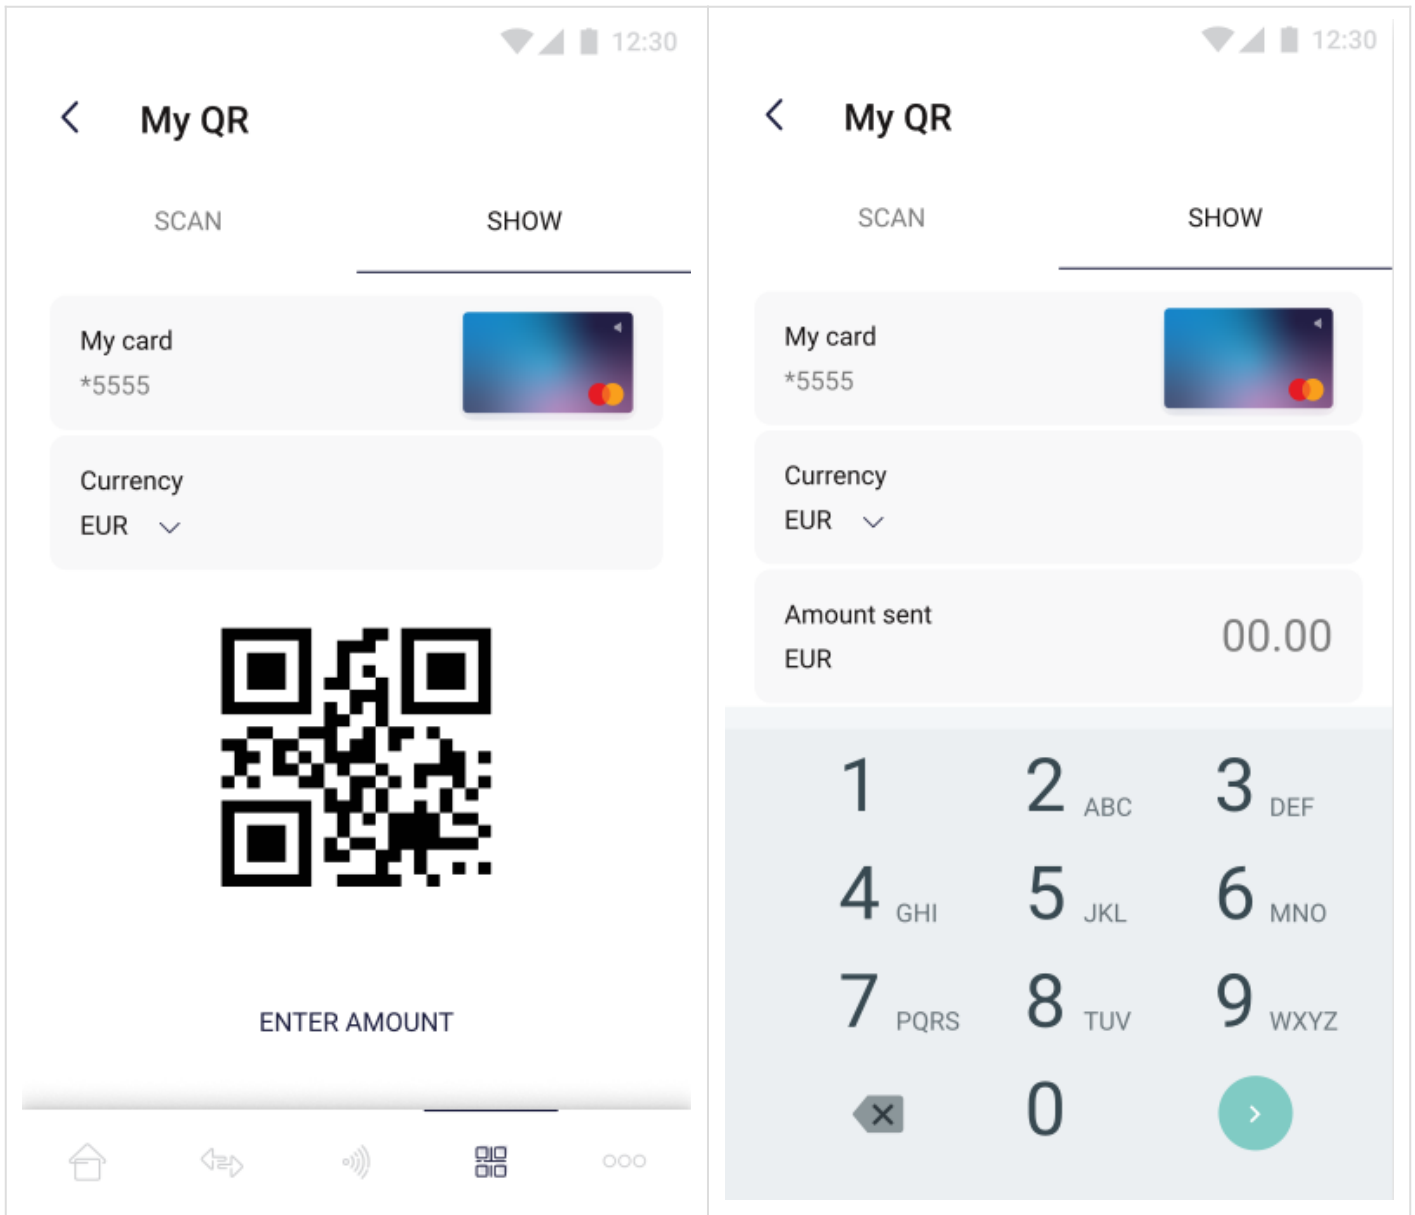 12:30
My QR
SCAN SHOW
My card
*5555
Currency
EUR
ENTER AMOUNT
12:30
My QR
SCAN SHOW
My card
*5555
Currency
EUR
Amount sent
EUR
00.00
1 2 ABC 3 DEF
4 GHI 5 JKL 6 MNO
7 PQRS 8 TUV 9 WXYZ
0